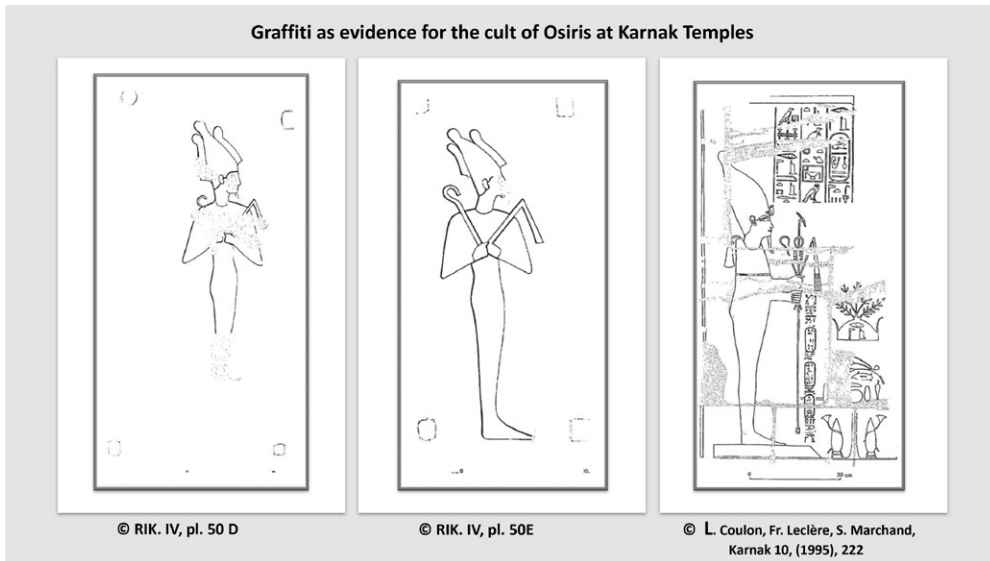 Graffiti as evidence for the cult of Osiris at Karnak Temples
© RIK. IV, pl. 50 D
© RIK. IV, pl. 50E
© L. Coulon, Fr. Leclère, S. Marchand,
Karnak 10, (1995), 222